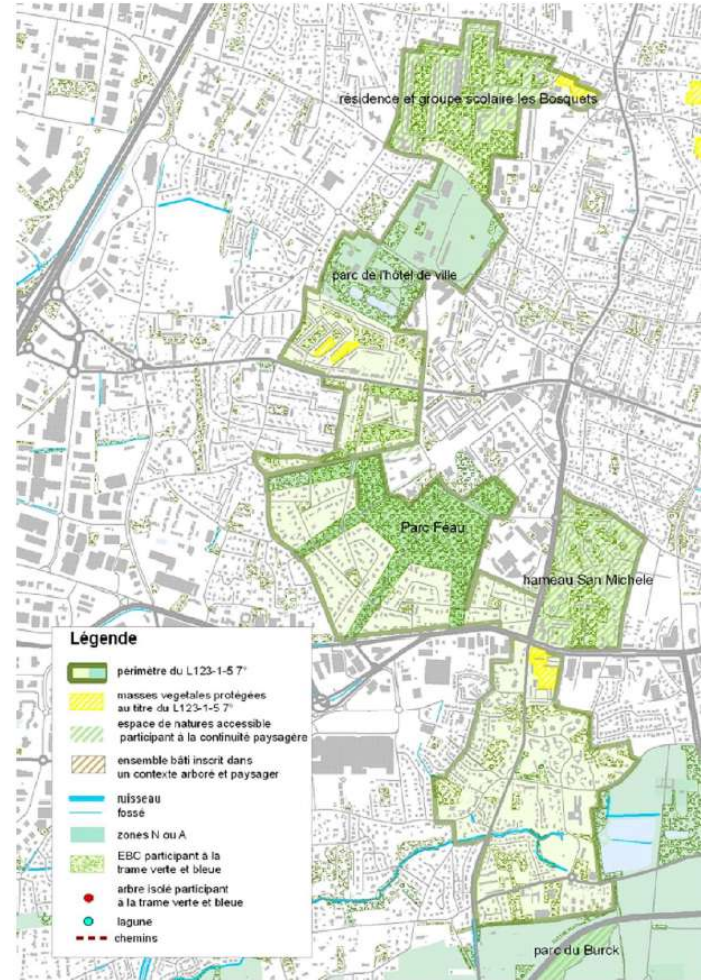 résidence et groupe scolaire les Bosquets
parc de l'hôtel de ville
Parc Féau
hameau San Michele
Légende
périmètre du L123-1-5 7°
masses vegetales protégées
au titre du L123-1-5 7°
espace de natures accessible
participant à la continuité paysagère
ensemble bâti inscrit dans
un contexte arboré et paysager
ruisseau
fossé
zones N ou A
EBC participant à la
trame verte et bleue
arbre isolé participant
à la trame verte et bleue
lagune
chemins
parc du Burck